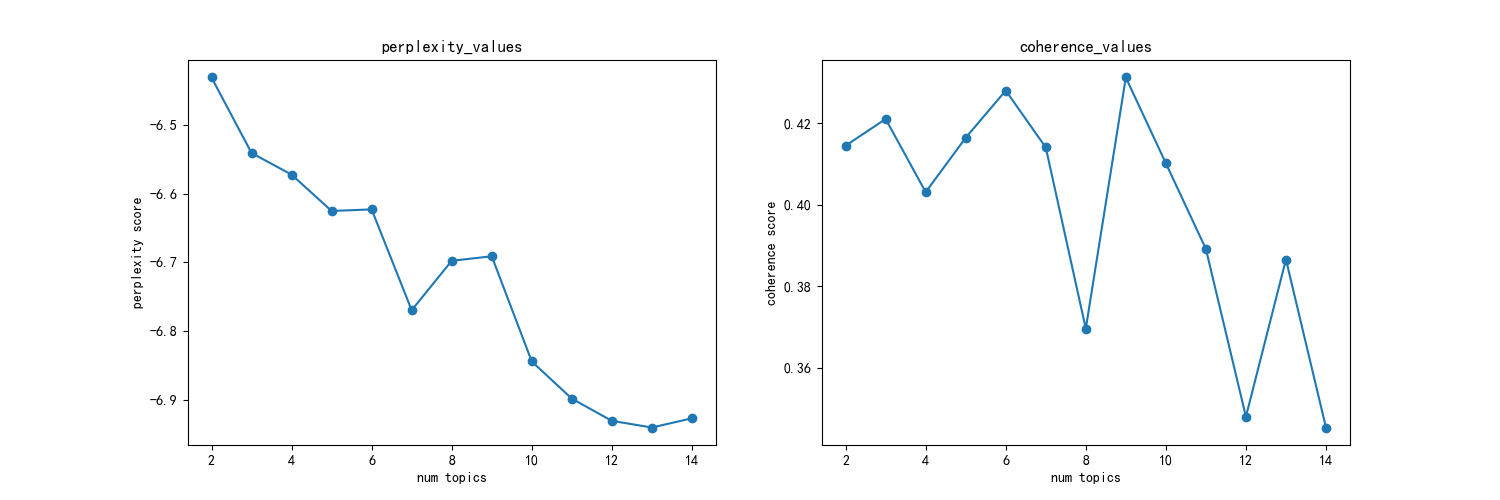 perplexity_values
perplexity score
−6.5
−6.6
−6.7
−6.8
−6.9
2 4 6 8 10 12 14
num topics
coherence_values
coherence score
0.42
0.40
0.38
0.36
2 4 6 8 10 12 14
num topics